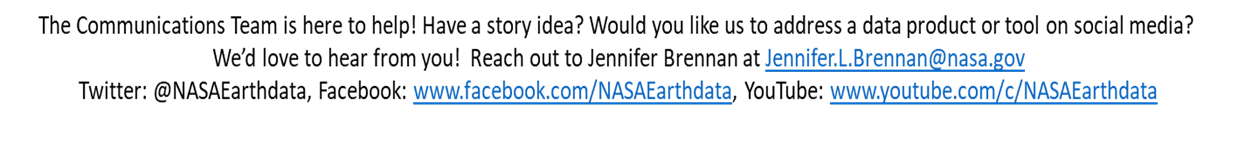 The Communications Team is here to help! Have a story idea? Would you like us to address a data product or tool on social media?
We’d love to hear from you!  Reach out to Jennifer Brennan at Jennifer.L.Brennan@nasa.gov
Twitter: @NASAEarthdata, Facebook: www.facebook.com/NASAEarthdata, YouTube: www.youtube.com/c/NASAEarthdata